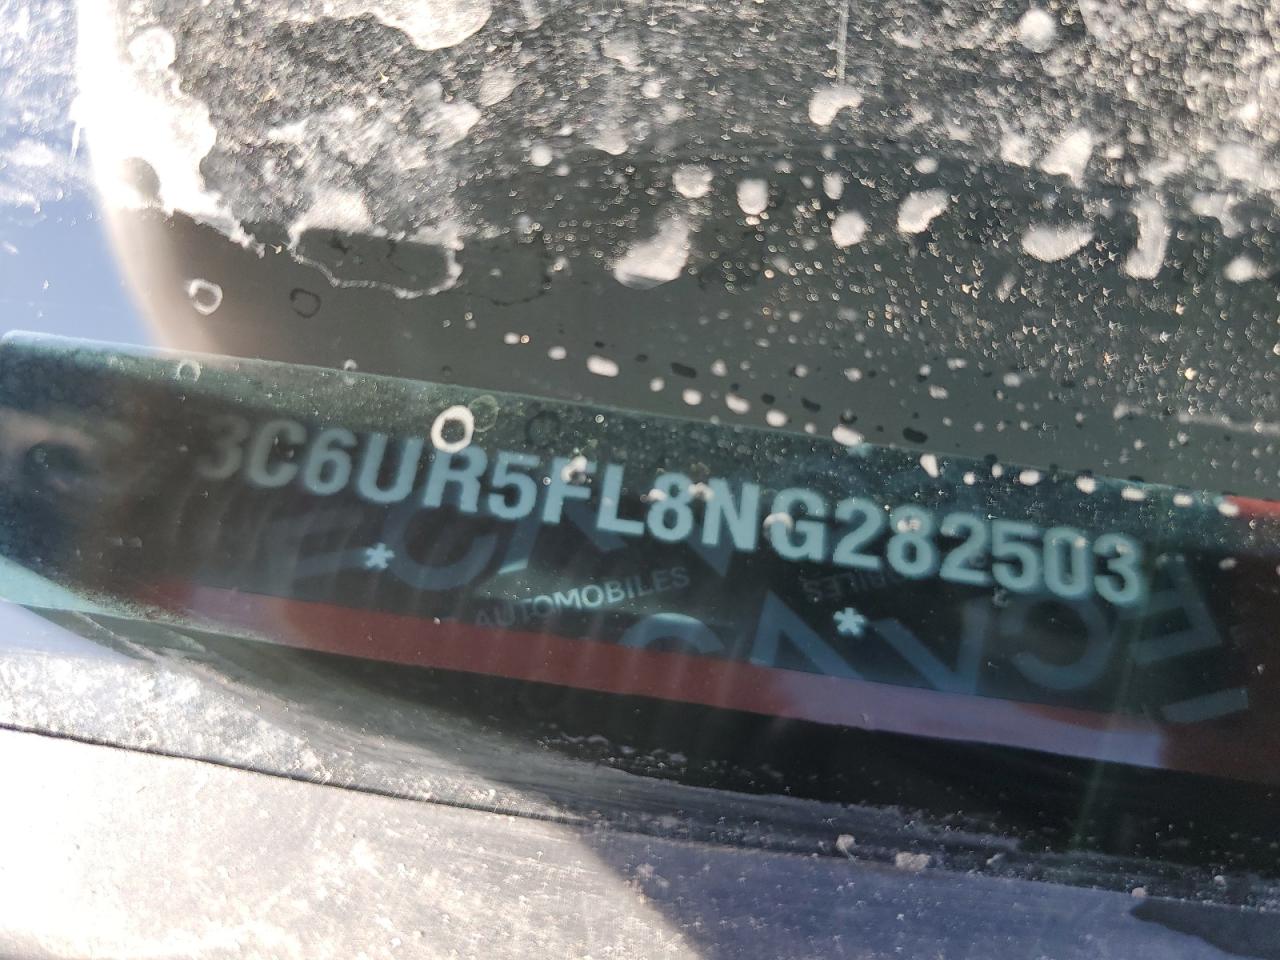 3C6UR5FL8NG282503
AUTOMOBILES
* *